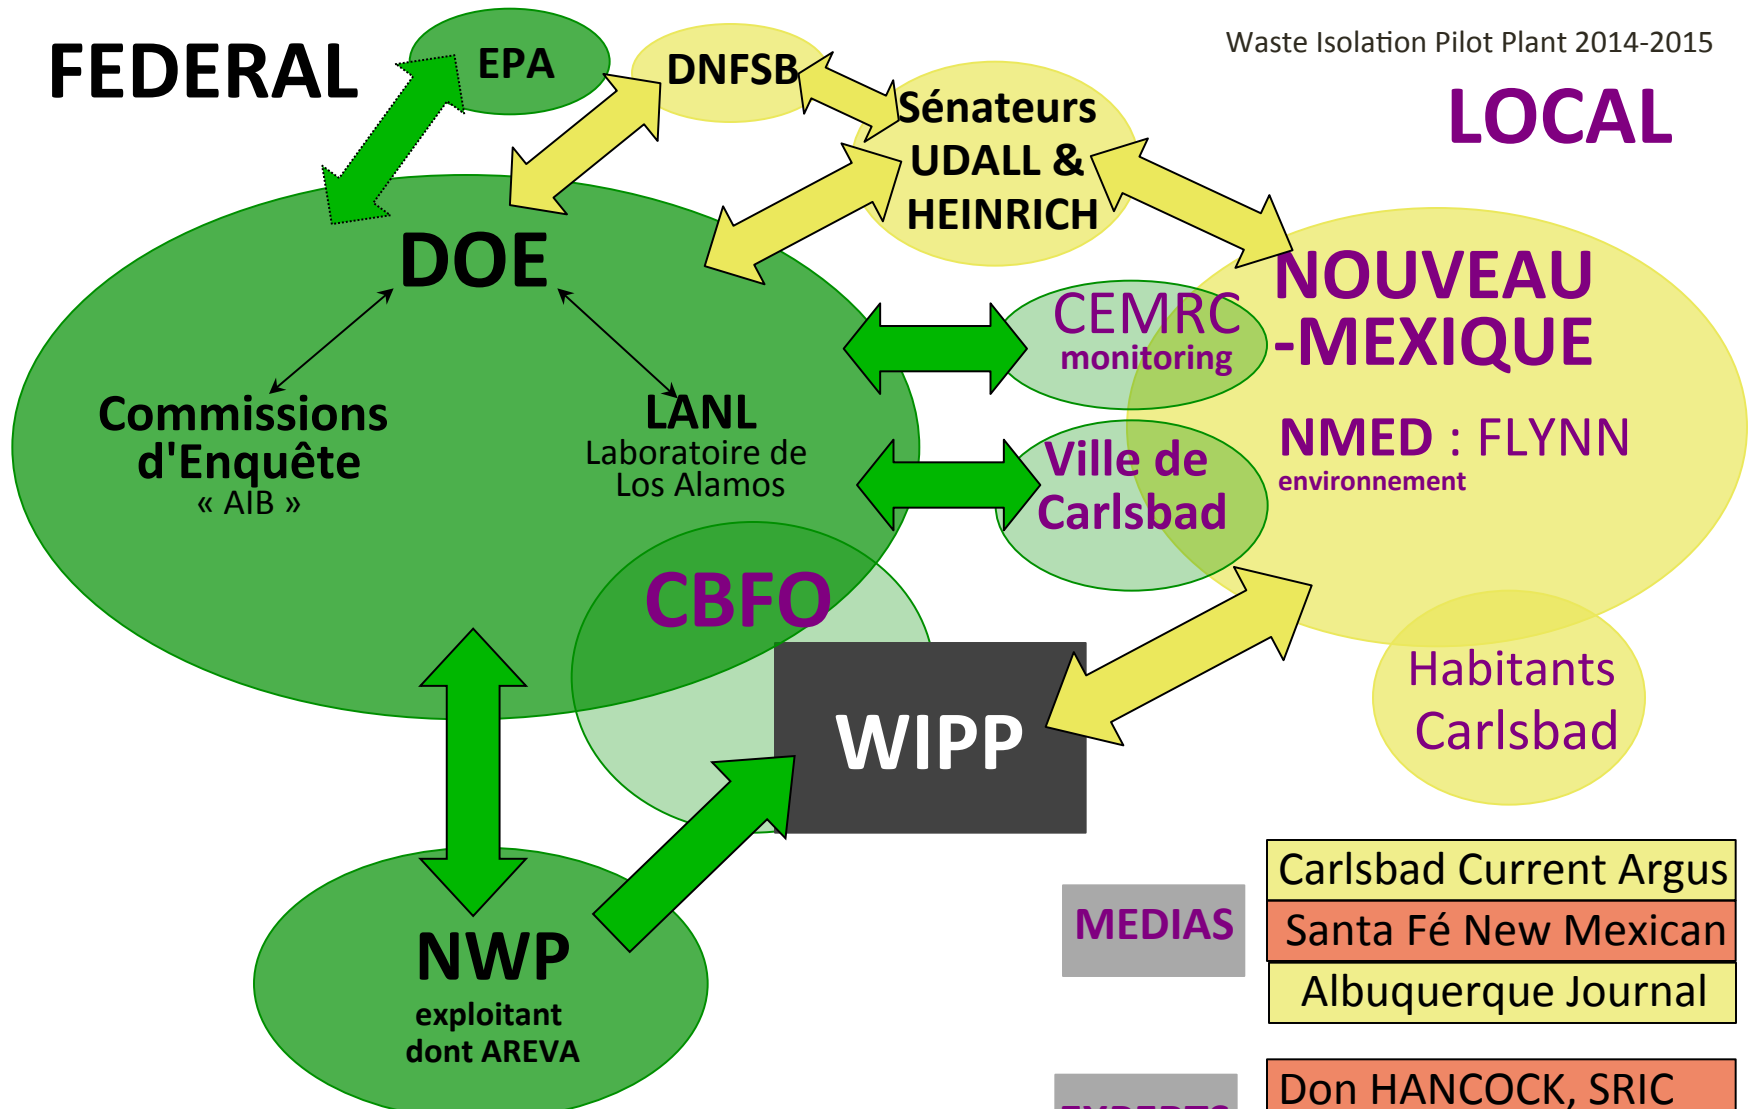 Waste Isolation Pilot Plant 2014-2015
FEDERAL
LOCAL
EPA
DNFSB
Sénateurs
UDALL &
HEINRICH
DOE
Commissions
d'Enquête
« AIB »
LANL
Laboratoire de
Los Alamos
CEMRC
monitoring
Ville de
Carlsbad
NOUVEAU
-MEXIQUE
NMED : FLYNN
environnement
CBFO
WIPP
Habitants
Carlsbad
NWP
exploitant
dont AREVA
MEDIAS
Carlsbad Current Argus
Santa Fé New Mexican
Albuquerque Journal
EXPERTS
Don HANCOCK, SRIC